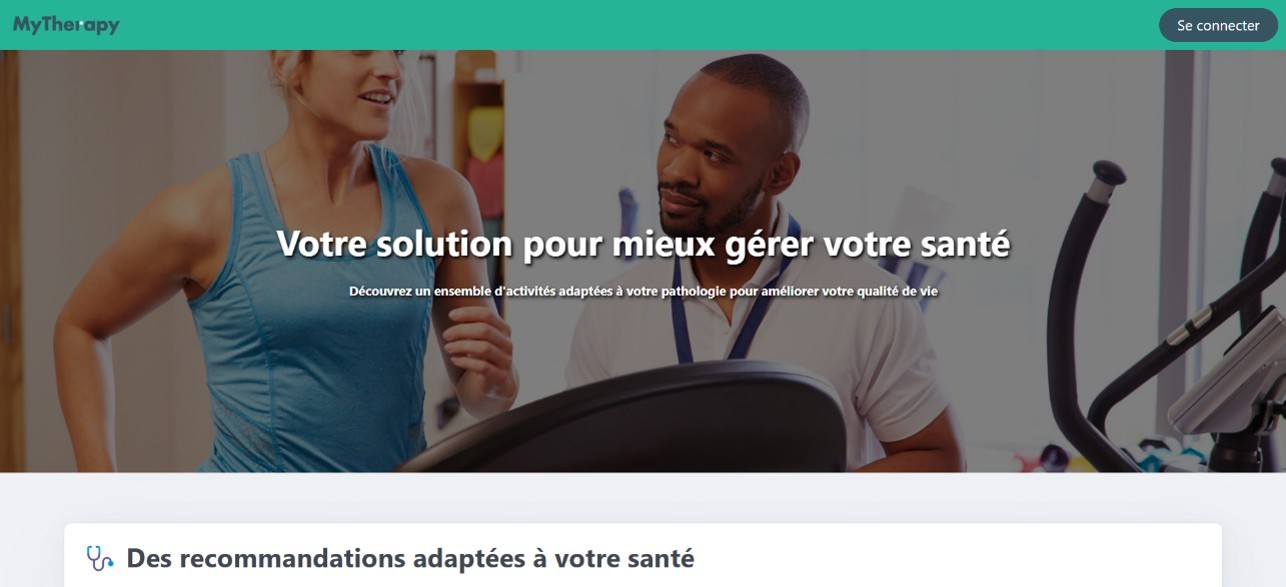 MyTherapy
Se connecter
Votre solution pour mieux gérer votre santé
Découvrez un ensemble d'activités adaptées à votre pathologie pour améliorer votre qualité de vie
Des recommandations adaptées à votre santé